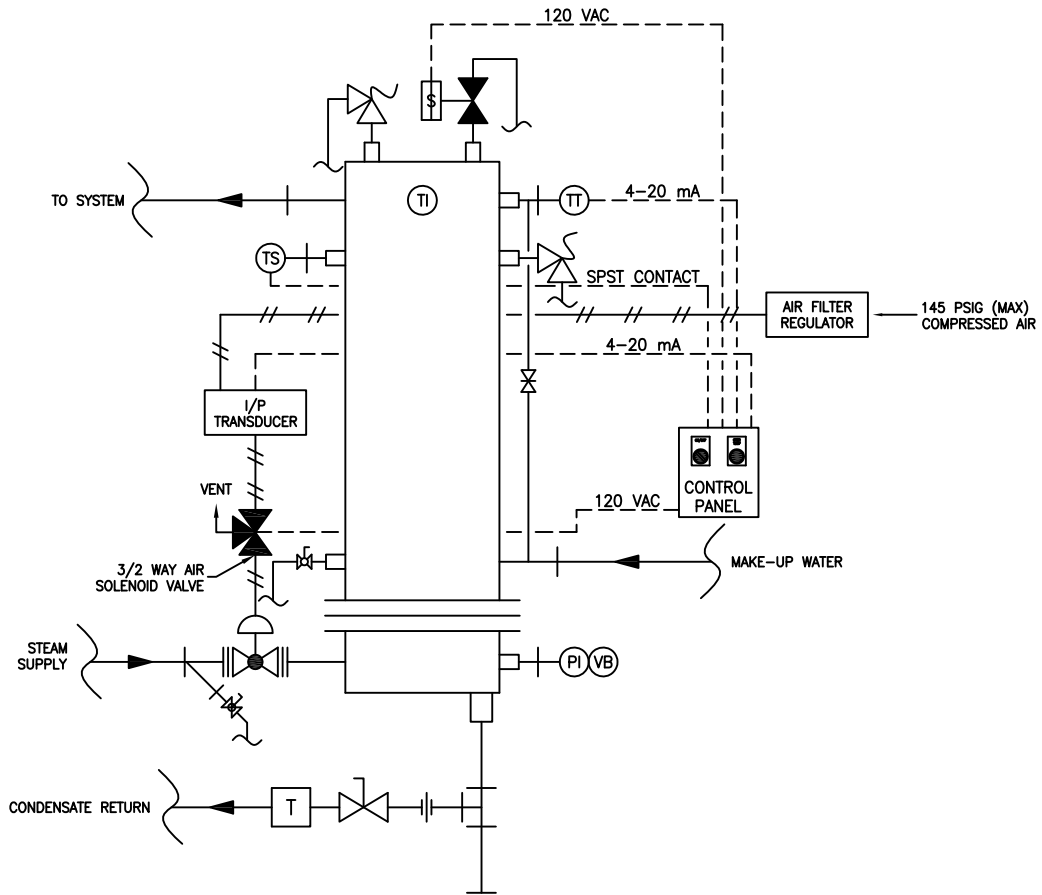 120 VAC
S
TO SYSTEM
TI
TT
4-20 mA
TS
SPST CONTACT
AIR FILTER
REGULATOR
145 PSIG (MAX)
COMPRESSED AIR
4-20 mA
I/P
TRANSDUCER
VENT
120 VAC
CONTROL
PANEL
3/2 WAY AIR
SOLENOID VALVE
MAKE-UP WATER
STEAM
SUPPLY
PI
VB
CONDENSATE RETURN
T